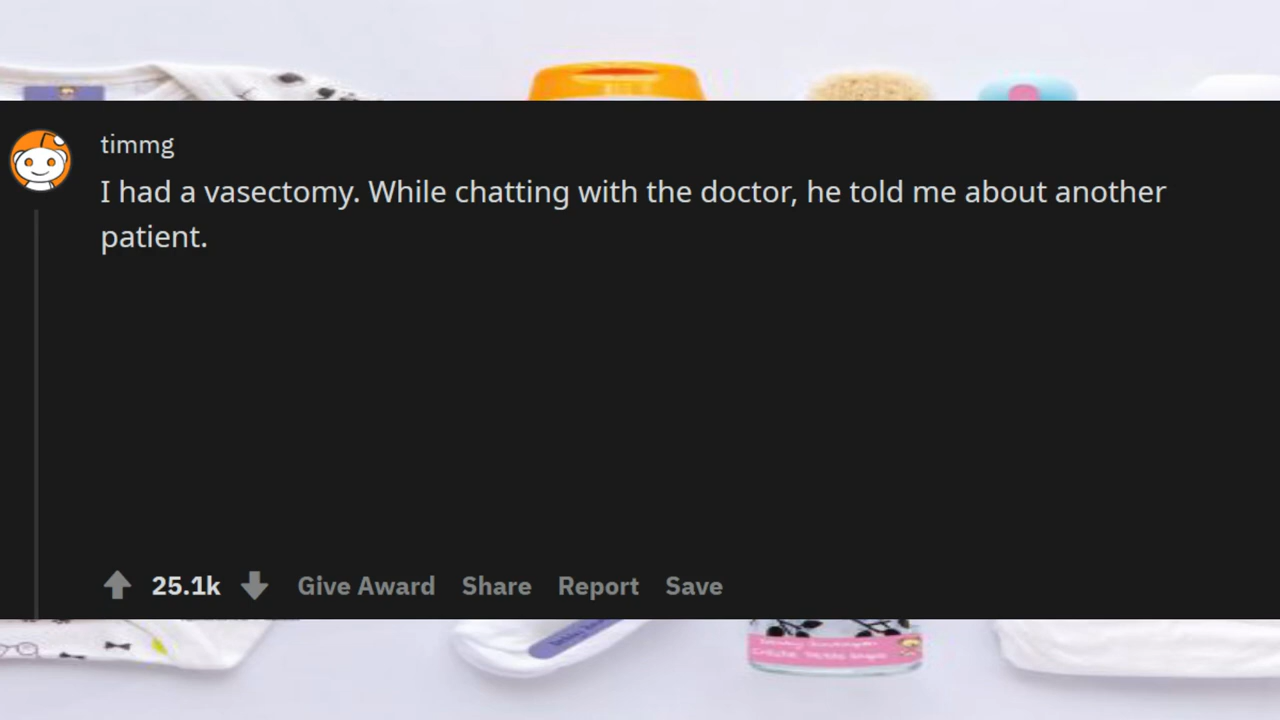 timmg
I had a vasectomy. While chatting with the doctor, he told me about another
patient.
25.1k Give Award Share Report Save